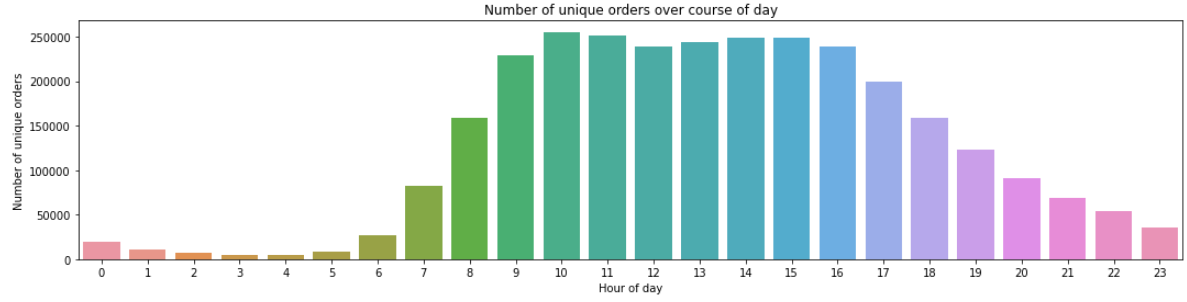 Number of unique orders over course of day
Number of unique orders
250000
200000
150000
100000
50000
0
0 1 2 3 4 5 6 7 8 9 10 11 12 13 14 15 16 17 18 19 20 21 22 23
Hour of day